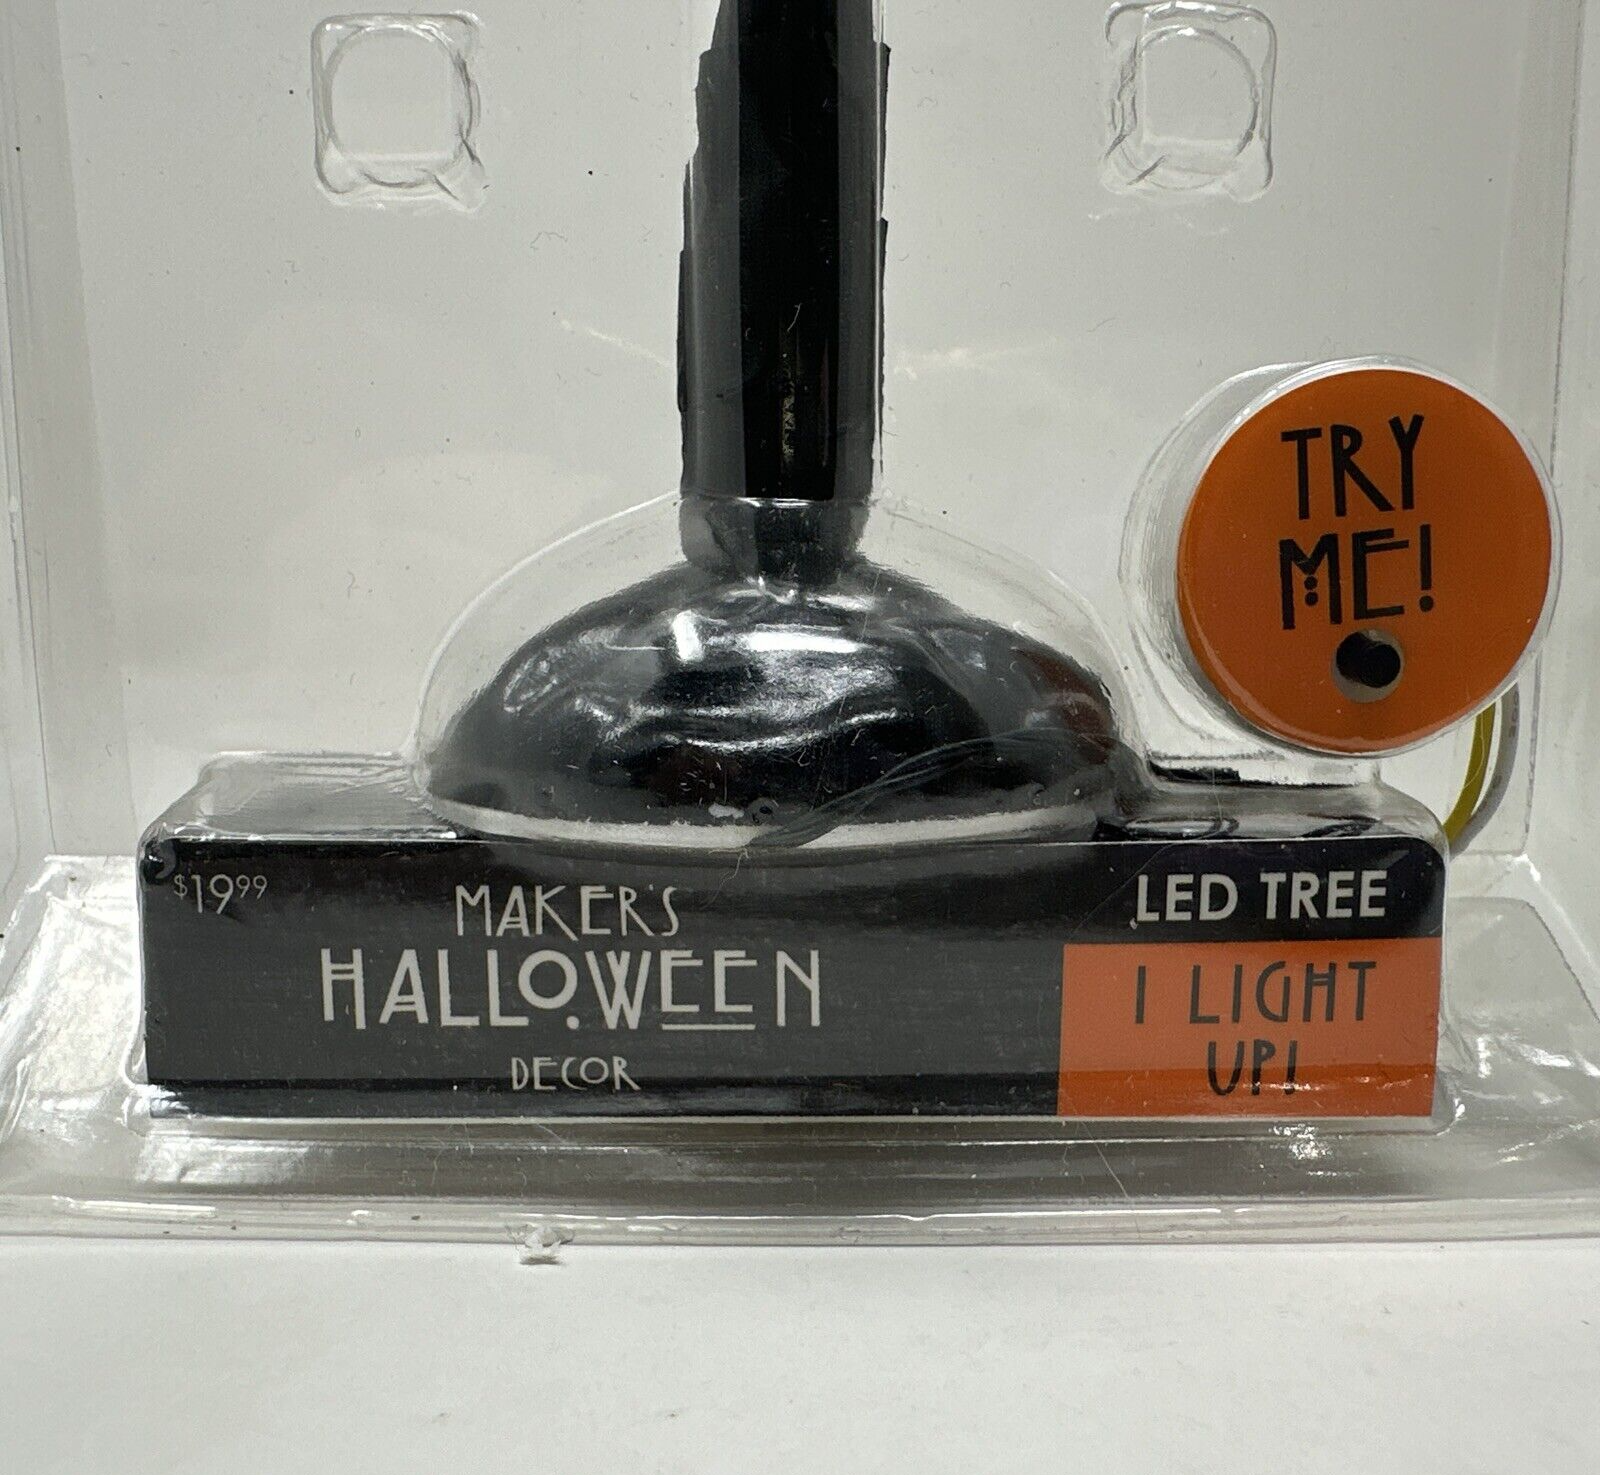 TRY
ME!
$19.99
MAKER'S
HALLOWEEN
DECOR
LED TREE
I LIGHT
UP!